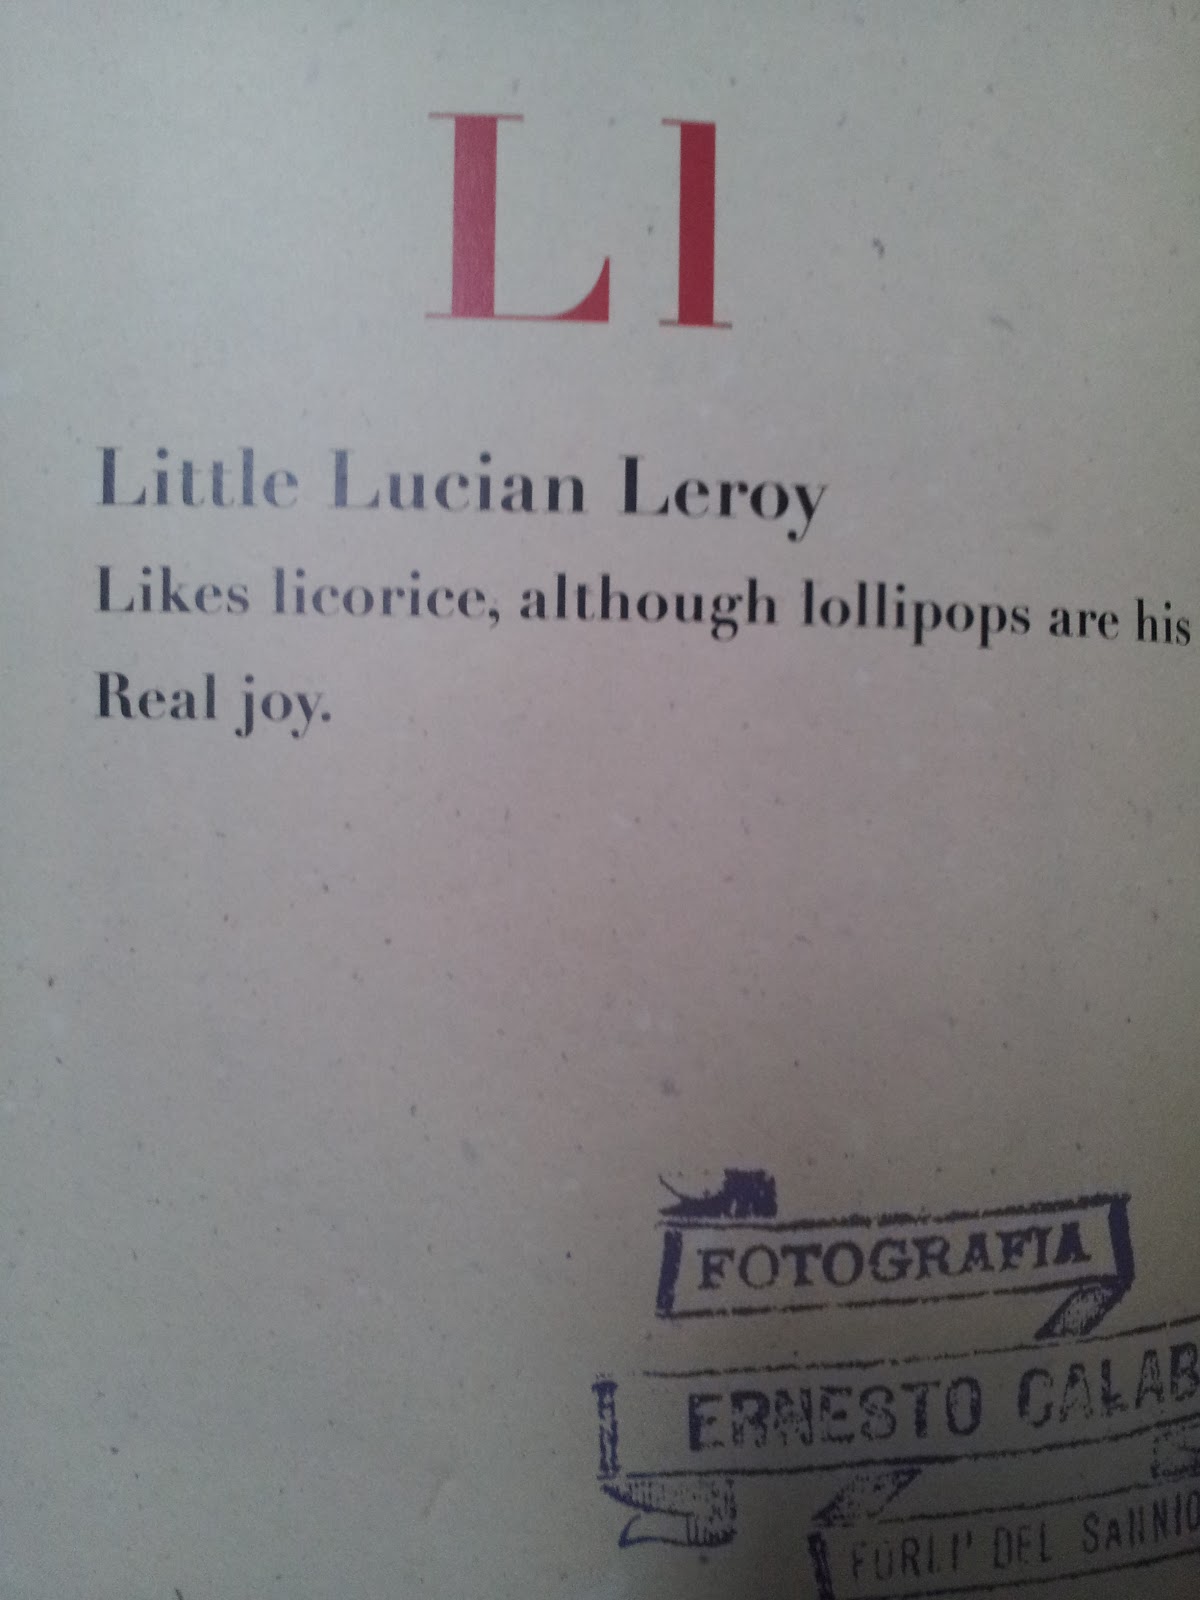 Ll
Little Lucian Leroy
Likes licorice, although lollipops are his
Real joy.
FOTOGRAFIA
ERNESTO CALAB
FORLI' DEL SANNIO